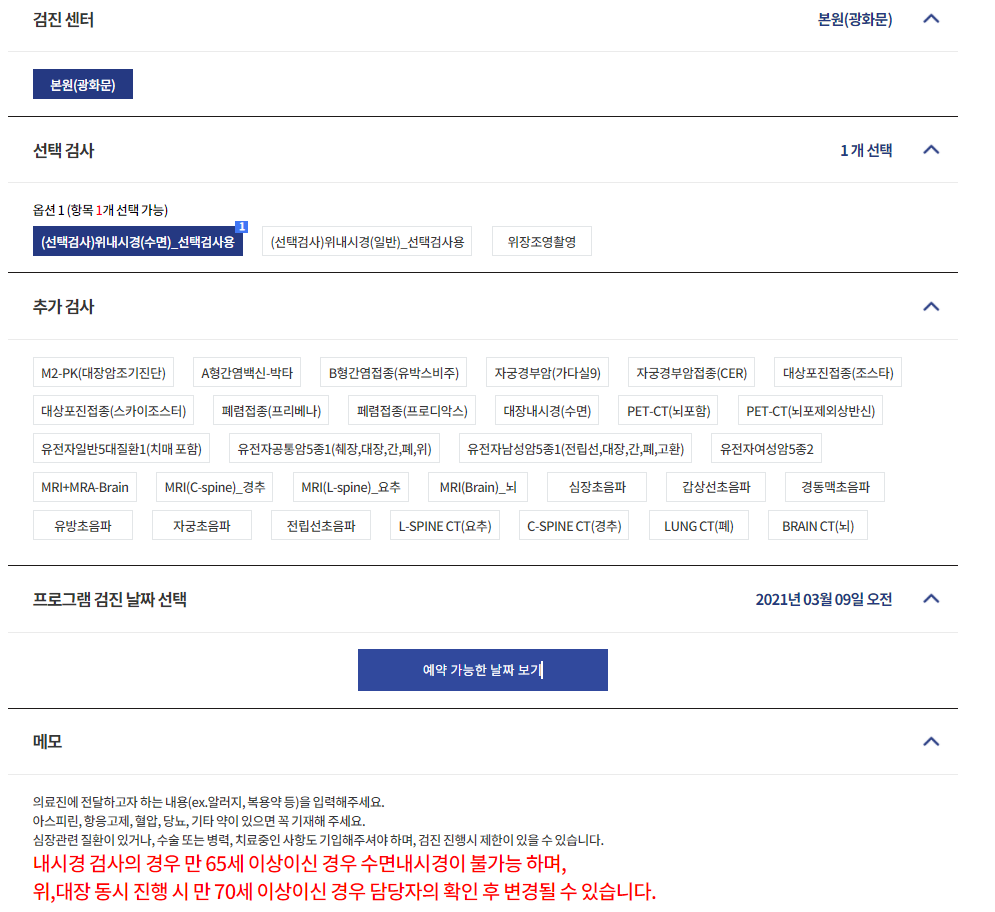 검진 센터 본원(광화문)
본원(광화문)
선택 검사 1 개 선택
옵션 1 (항목 1개 선택 가능)
(선택검사)위내시경(수면)_선택검사용 1 (선택검사)위내시경(일반)_선택검사용 위장조영촬영
추가 검사
M2-PK(대장암조기진단) A형간염백신-박타 B형간염접종(유박스비주) 자궁경부암(가다실9) 자궁경부암접종(CER) 대상포진접종(조스타)
대상포진접종(스카이조스터) 폐렴접종(프리베나) 페렴접종(프로디악스) 대장내시경(수면) PET-CT(뇌포함) PET-CT(뇌포제외상반신)
유전자일반5대질환1(치매 포함) 유전자공통암5종1(췌장,대장,간,폐,위) 유전자남성암5종1(전립선,대장,간,폐,고환) 유전자여성암5종2
MRI+MRA-Brain MRI(C-spine)_경추 MRI(L-spine)_요추 MRI(Brain)_뇌 심장초음파 갑상선초음파 경동맥초음파
유방초음파 자궁초음파 전립선초음파 L-SPINE CT(요추) C-SPINE CT(경추) LUNG CT(폐) BRAIN CT(뇌)
프로그램 검진 날짜 선택 2021년 03월 09일 오전
예약 가능한 날짜 보기
메모
의료진에 전달하고자 하는 내용(ex.알러지, 복용약 등)을 입력해주세요.
아스피린, 항응고제, 혈압, 당뇨, 기타 약이 있으면 꼭 기재해 주세요.
심장관련 질환이 있거나, 수술 또는 병력, 치료중인 사항도 기입해주셔야 하며, 검진 진행시 제한이 있을 수 있습니다.
내시경 검사의 경우 만 65세 이상이신 경우 수면내시경이 불가능 하며,
위,대장 동시 진행 시 만 70세 이상이신 경우 담당자의 확인 후 변경될 수 있습니다.